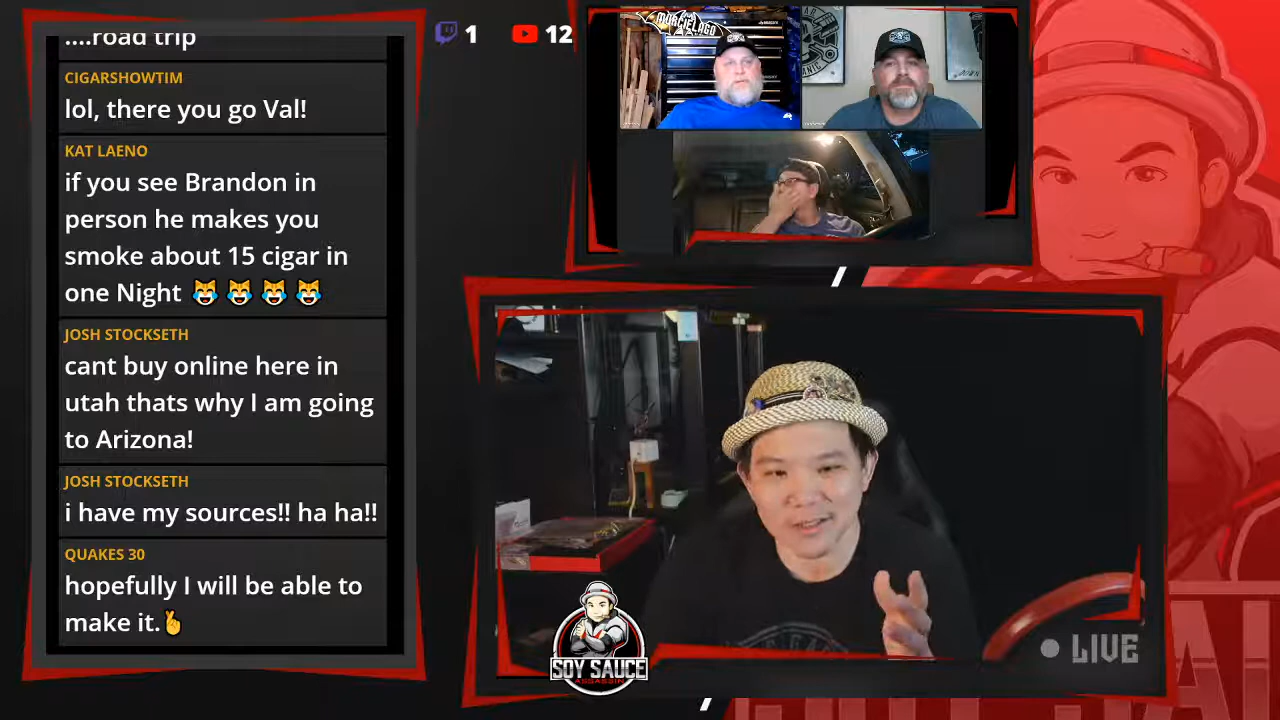 ....road trip
CIGARSHOWTIM
lol, there you go Val!
KAT LAENO
if you see Brandon in
person he makes you
smoke about 15 cigar in
one Night 😹 😹 😹 😹
JOSH STOCKSETH
cant buy online here in
utah thats why I am going
to Arizona!
JOSH STOCKSETH
i have my sources!! ha ha!!
QUAKES 30
hopefully I will be able to
make it.🤞
1
12
MURCIELAGO
SOY SAUCE
ASSASSIN
LIVE